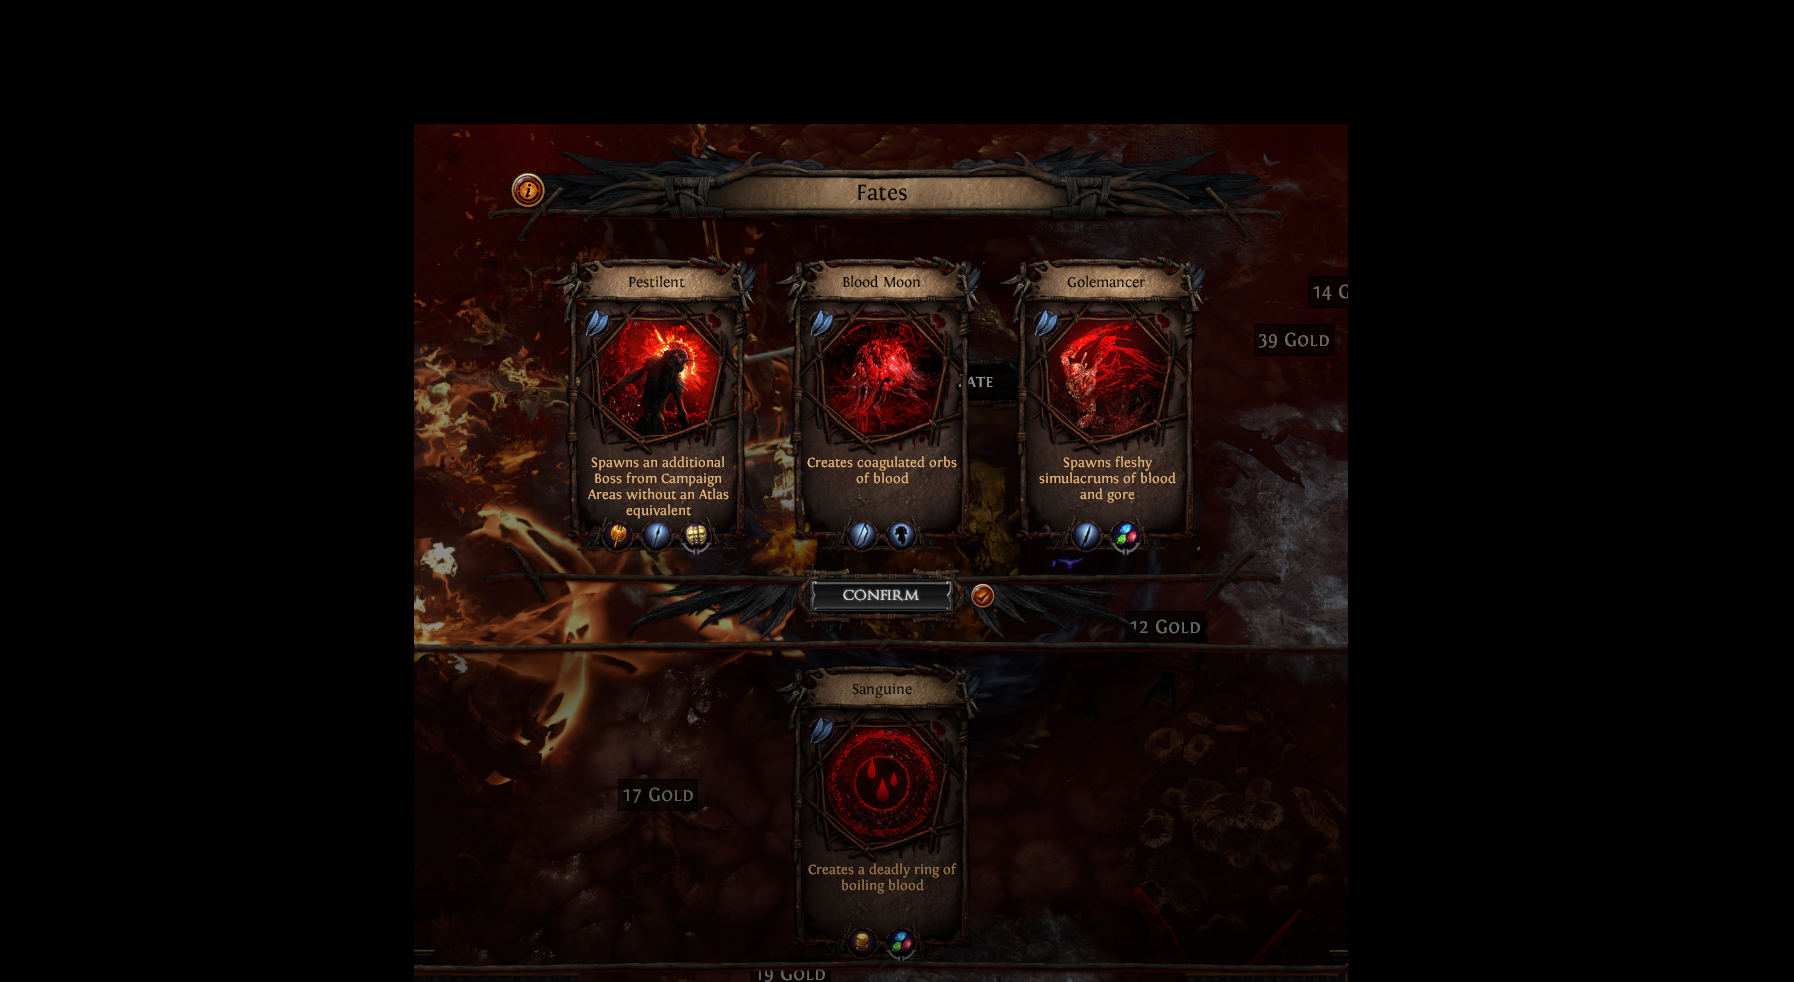 Fates
Pestilent
Blood Moon
Golemancer
14 G
39 Gold
ATE
Spawns an additional
Boss from Campaign
Areas without an Atlas
equivalent
Creates coagulated orbs
of blood
Spawns fleshy
simulacrums of blood
and gore
CONFIRM
12 Gold
Sanguine
17 Gold
Creates a deadly ring of
boiling blood
19 Gold